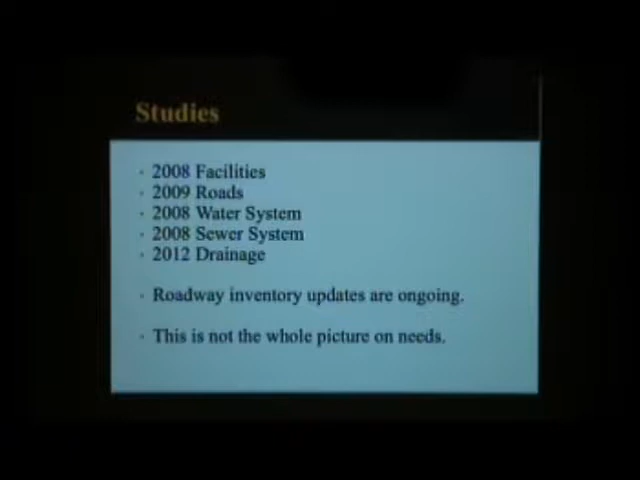 Studies
· 2008 Facilities
· 2009 Roads
· 2008 Water System
· 2008 Sewer System
· 2012 Drainage
· Roadway inventory updates are ongoing.
· This is not the whole picture on needs.